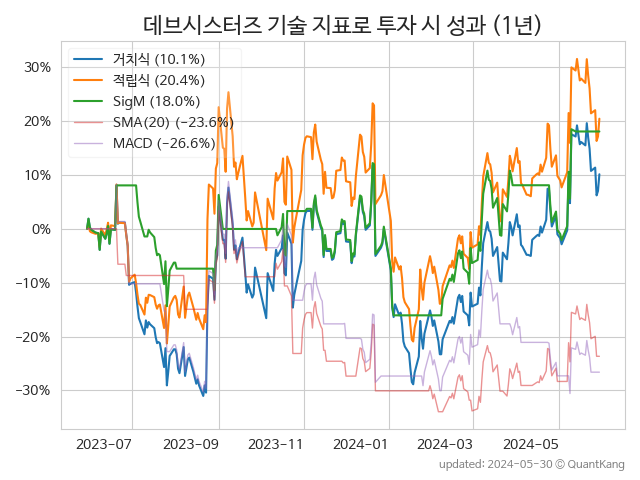 데브시스터즈 기술 지표로 투자 시 성과 (1년)
거치식 (10.1%)
적립식 (20.4%)
SigM (18.0%)
SMA(20) (−23.6%)
MACD (−26.6%)
30%
20%
10%
0%
−10%
−20%
−30%
2023-07
2023-09
2023-11
2024-01
2024-03
2024-05
updated: 2024-05-30 © QuantKang